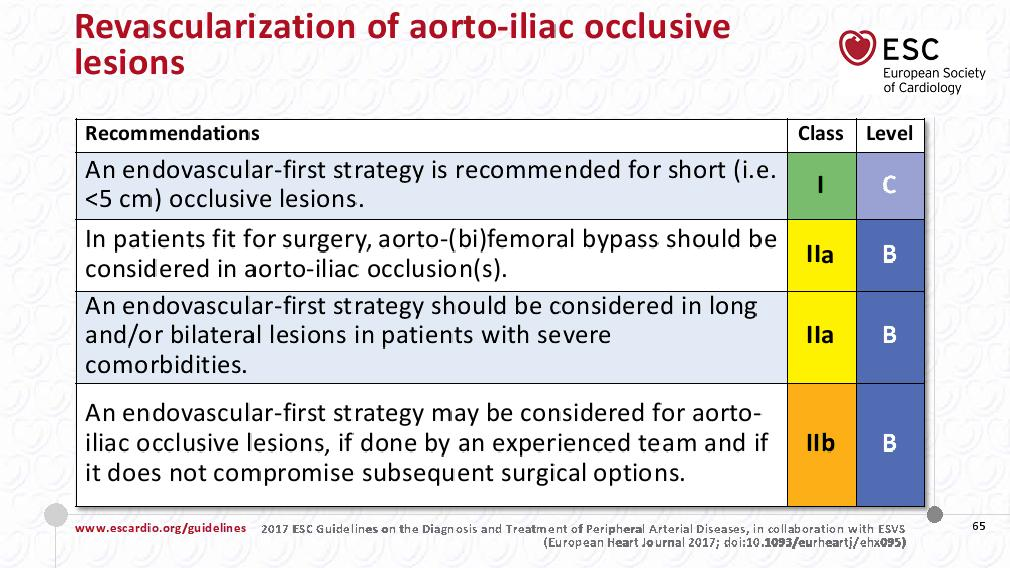 Revascularization of aorto-iliac occlusive
lesions
ESC
European Society
of Cardiology
Recommendations Class Level
An endovascular-first strategy is recommended for short (i.e.
<5 cm) occlusive lesions.
I C
In patients fit for surgery, aorto-(bi)femoral bypass should be
considered in aorto-iliac occlusion(s).
IIa B
An endovascular-first strategy should be considered in long
and/or bilateral lesions in patients with severe
comorbidities.
IIa B
An endovascular-first strategy may be considered for aorto-
iliac occlusive lesions, if done by an experienced team and if
it does not compromise subsequent surgical options.
IIb B
www.escardio.org/guidelines 2017 ESC Guidelines on the Diagnosis and Treatment of Peripheral Arterial Diseases, in collaboration with ESVS
(European Heart Journal 2017; doi:10.1093/eurheartj/ehx095)
65